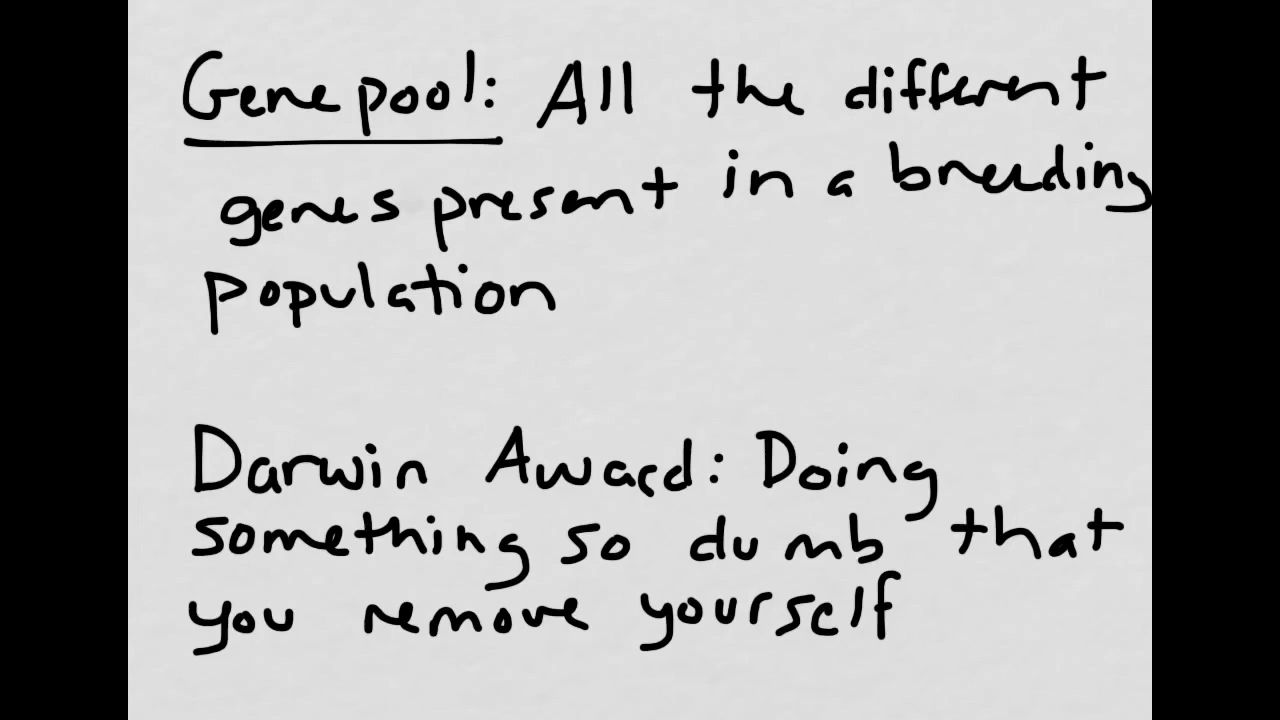 Gene pool: All the different
genes present in a breeding
population
Darwin Award: Doing
something so dumb that
you remove yourself